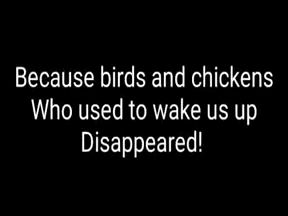 Because birds and chickens
Who used to wake us up
Disappeared!